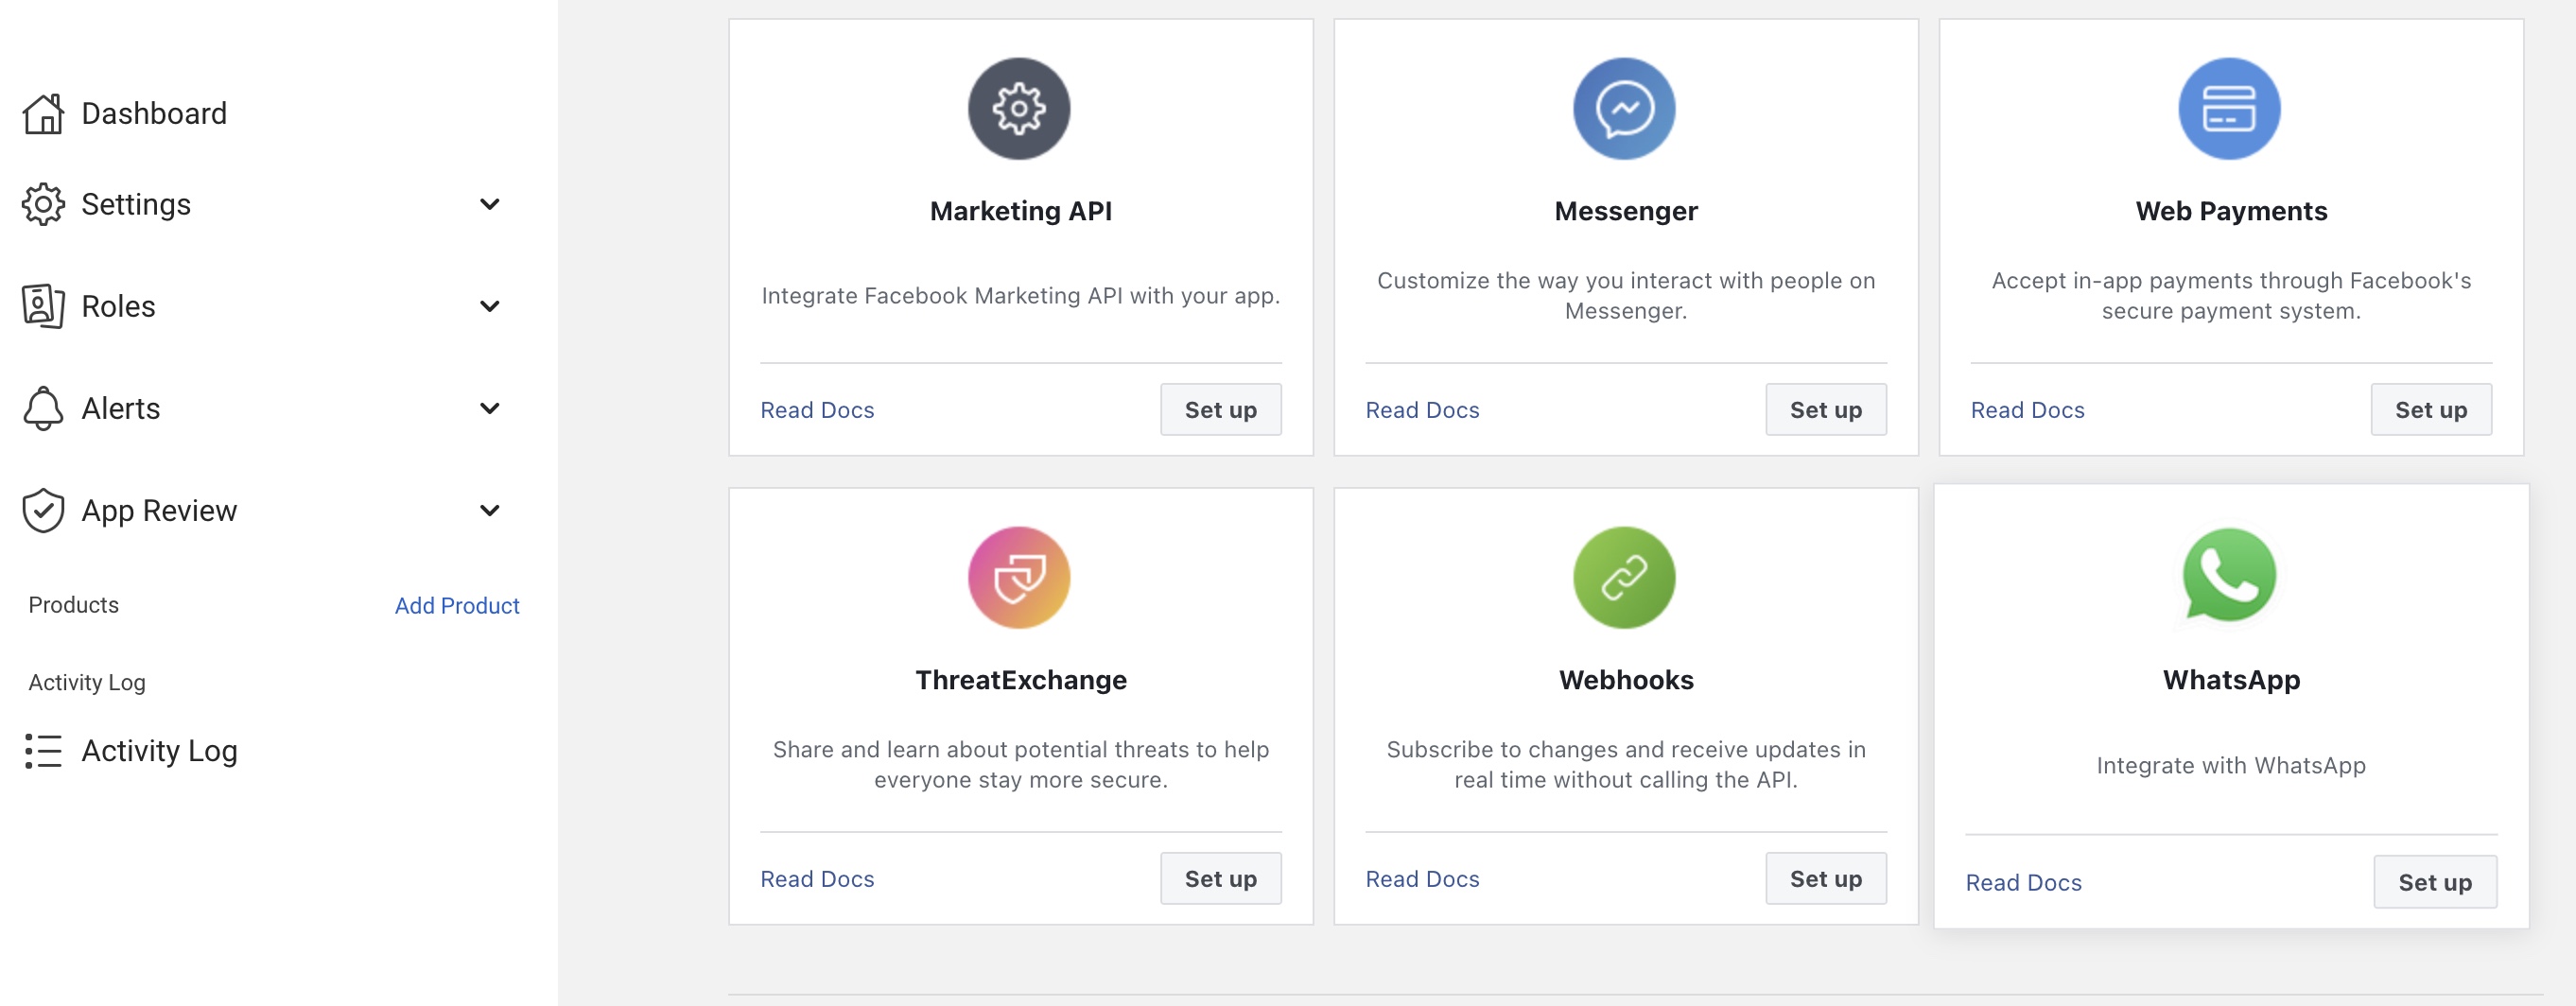 Dashboard
Settings
Roles
Alerts
App Review
Products
Add Product
Activity Log
Activity Log
Marketing API
Integrate Facebook Marketing API with your app.
Read Docs
Set up
Messenger
Customize the way you interact with people on
Messenger.
Read Docs
Set up
Web Payments
Accept in-app payments through Facebook's
secure payment system.
Read Docs
Set up
ThreatExchange
Share and learn about potential threats to help
everyone stay more secure.
Read Docs
Set up
Webhooks
Subscribe to changes and receive updates in
real time without calling the API.
Read Docs
Set up
WhatsApp
Integrate with WhatsApp
Read Docs
Set up